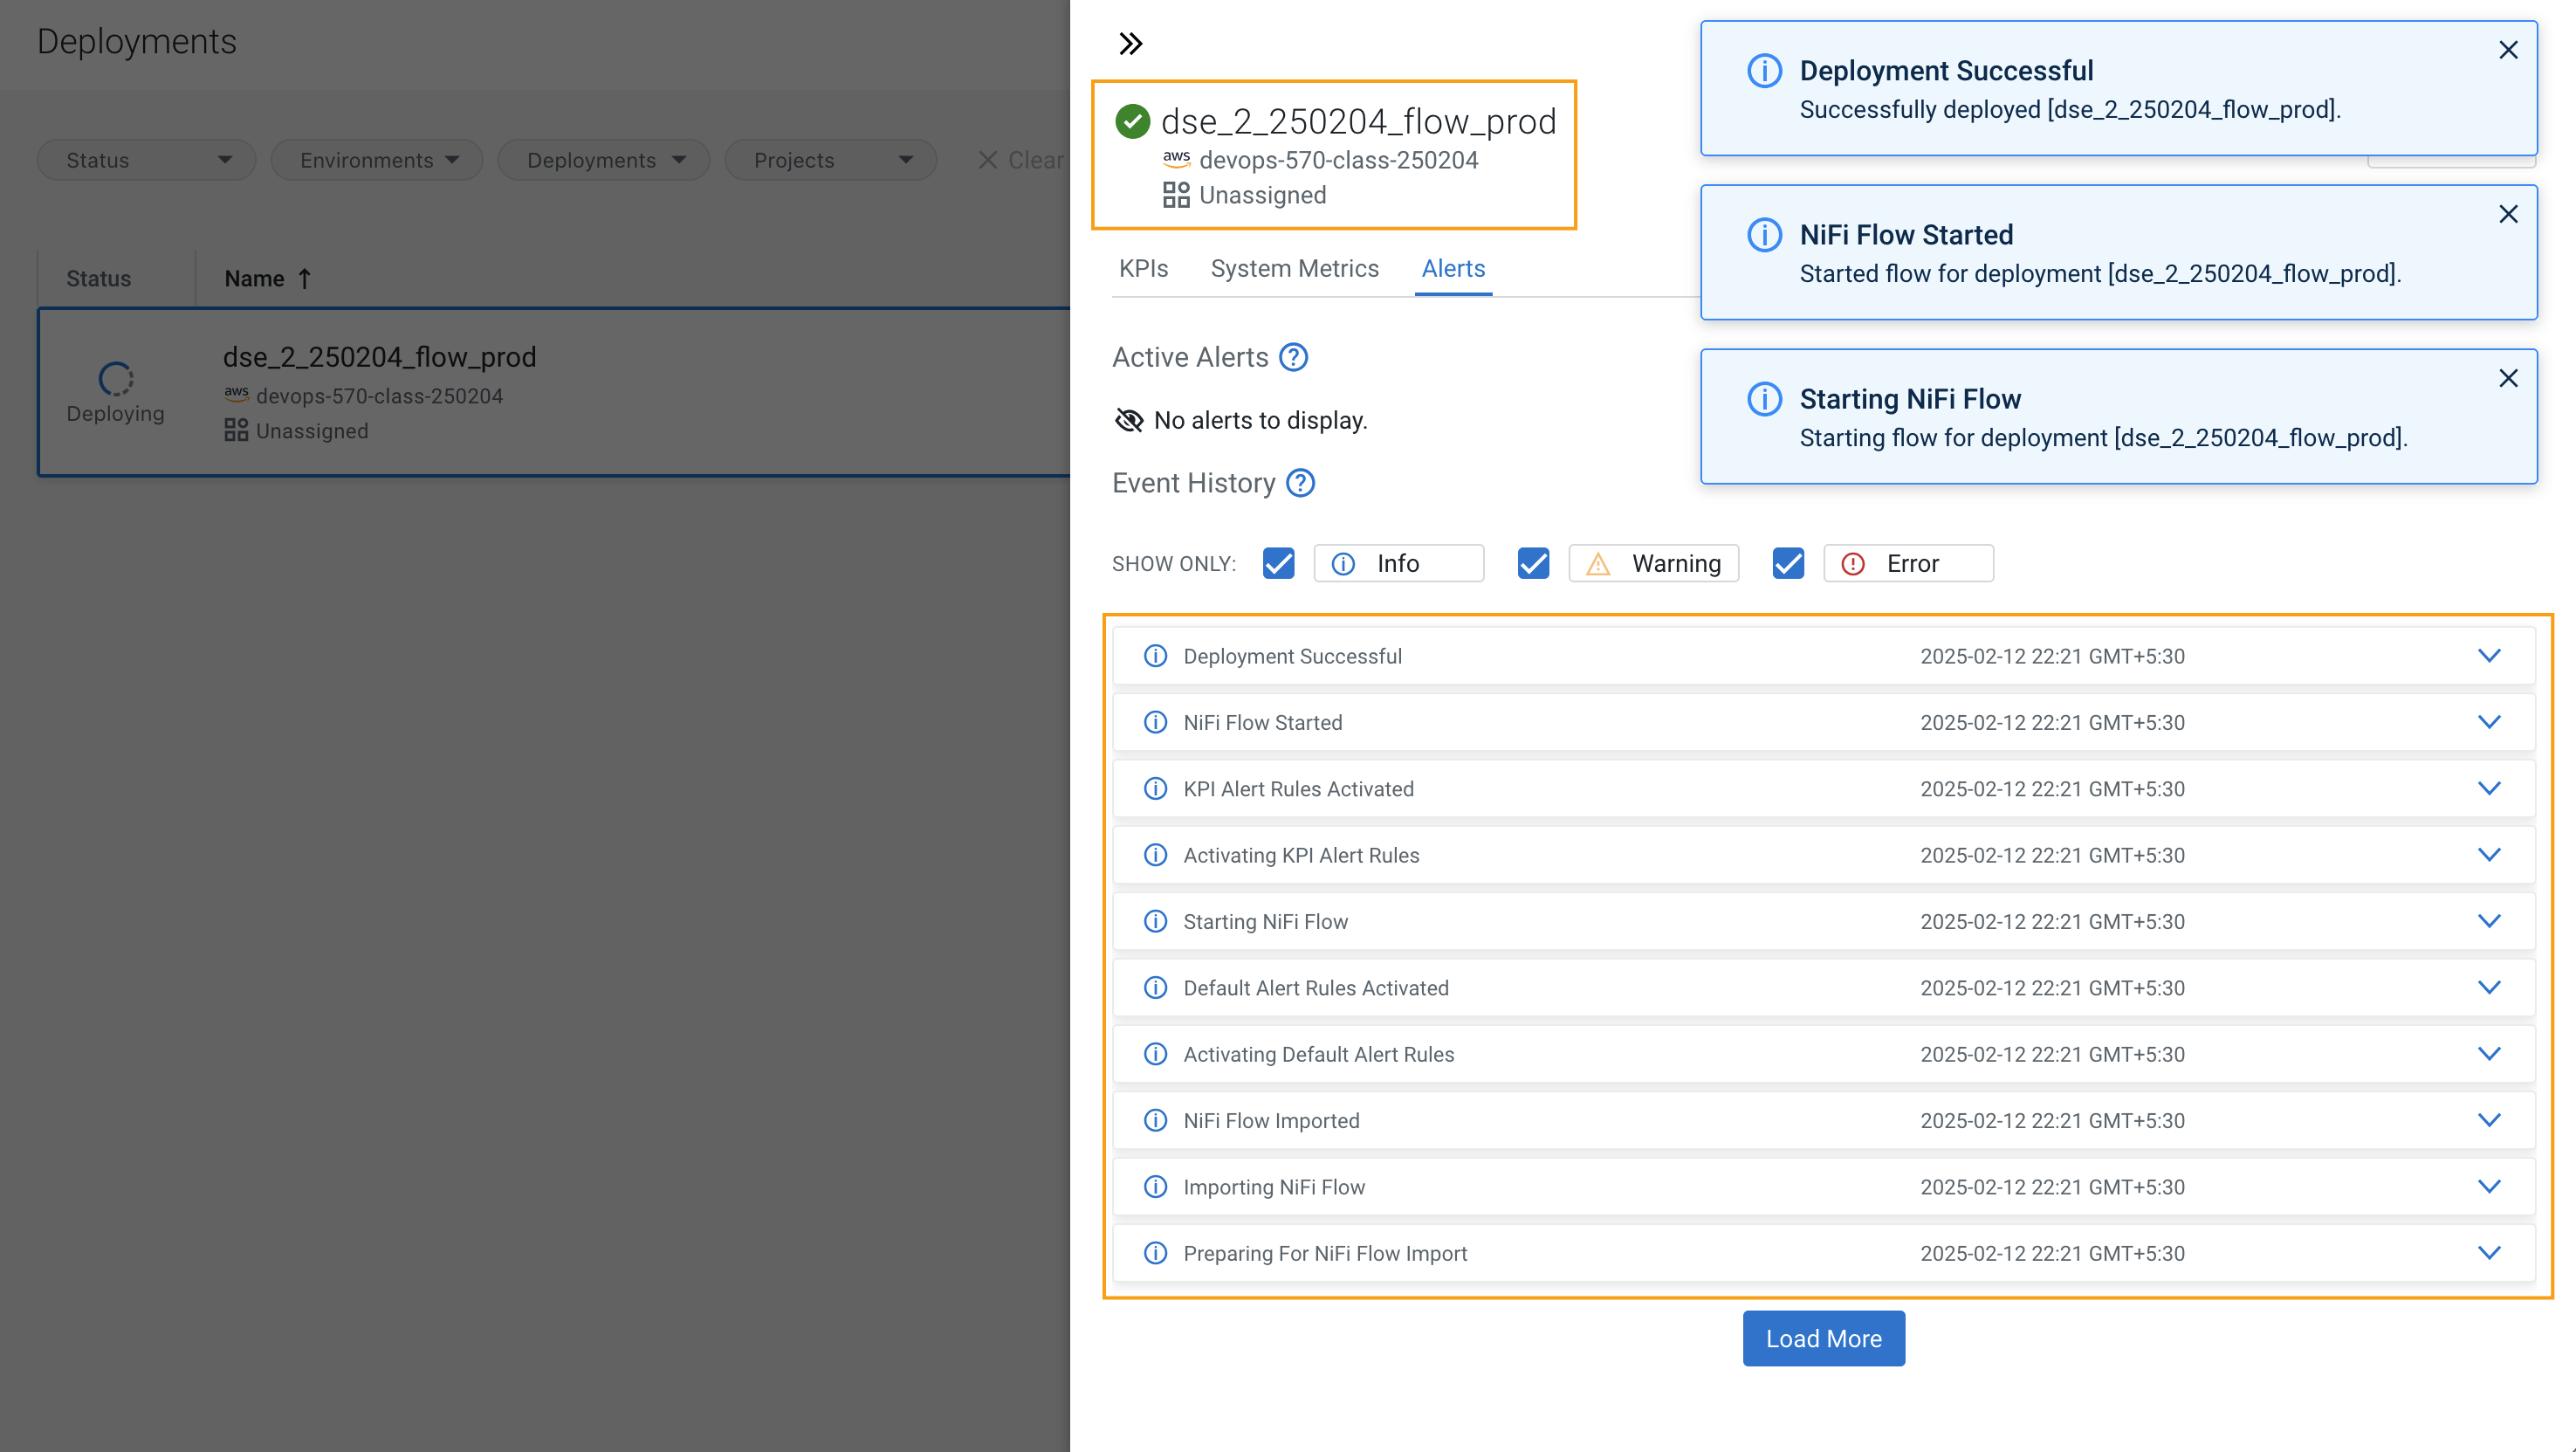 Deployments
Status
Environments
Deployments
Projects
Clear
Status
Name
Deploying
dse_2_250204_flow_prod
aws devops-570-class-250204
Unassigned
dse_2_250204_flow_prod
aws devops-570-class-250204
Unassigned
KPIs
System Metrics
Alerts
Deployment Successful
Successfully deployed [dse_2_250204_flow_prod].
NiFi Flow Started
Started flow for deployment [dse_2_250204_flow_prod].
Starting NiFi Flow
Starting flow for deployment [dse_2_250204_flow_prod].
Active Alerts
No alerts to display.
Event History
SHOW ONLY: Info Warning Error
Deployment Successful 2025-02-12 22:21 GMT+5:30
NiFi Flow Started 2025-02-12 22:21 GMT+5:30
KPI Alert Rules Activated 2025-02-12 22:21 GMT+5:30
Activating KPI Alert Rules 2025-02-12 22:21 GMT+5:30
Starting NiFi Flow 2025-02-12 22:21 GMT+5:30
Default Alert Rules Activated 2025-02-12 22:21 GMT+5:30
Activating Default Alert Rules 2025-02-12 22:21 GMT+5:30
NiFi Flow Imported 2025-02-12 22:21 GMT+5:30
Importing NiFi Flow 2025-02-12 22:21 GMT+5:30
Preparing For NiFi Flow Import 2025-02-12 22:21 GMT+5:30
Load More